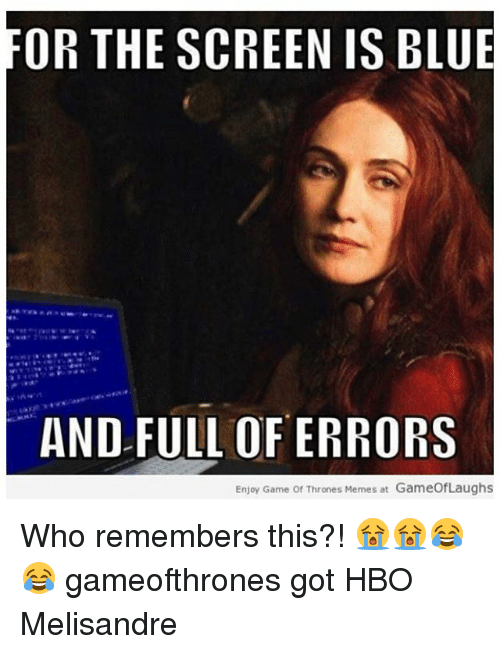 FOR THE SCREEN IS BLUE
AND FULL OF ERRORS
Enjoy Game Of Thrones Memes at GameOfLaughs
Who remembers this?! 😭😭😂
😂 gameofthrones got HBO
Melisandre